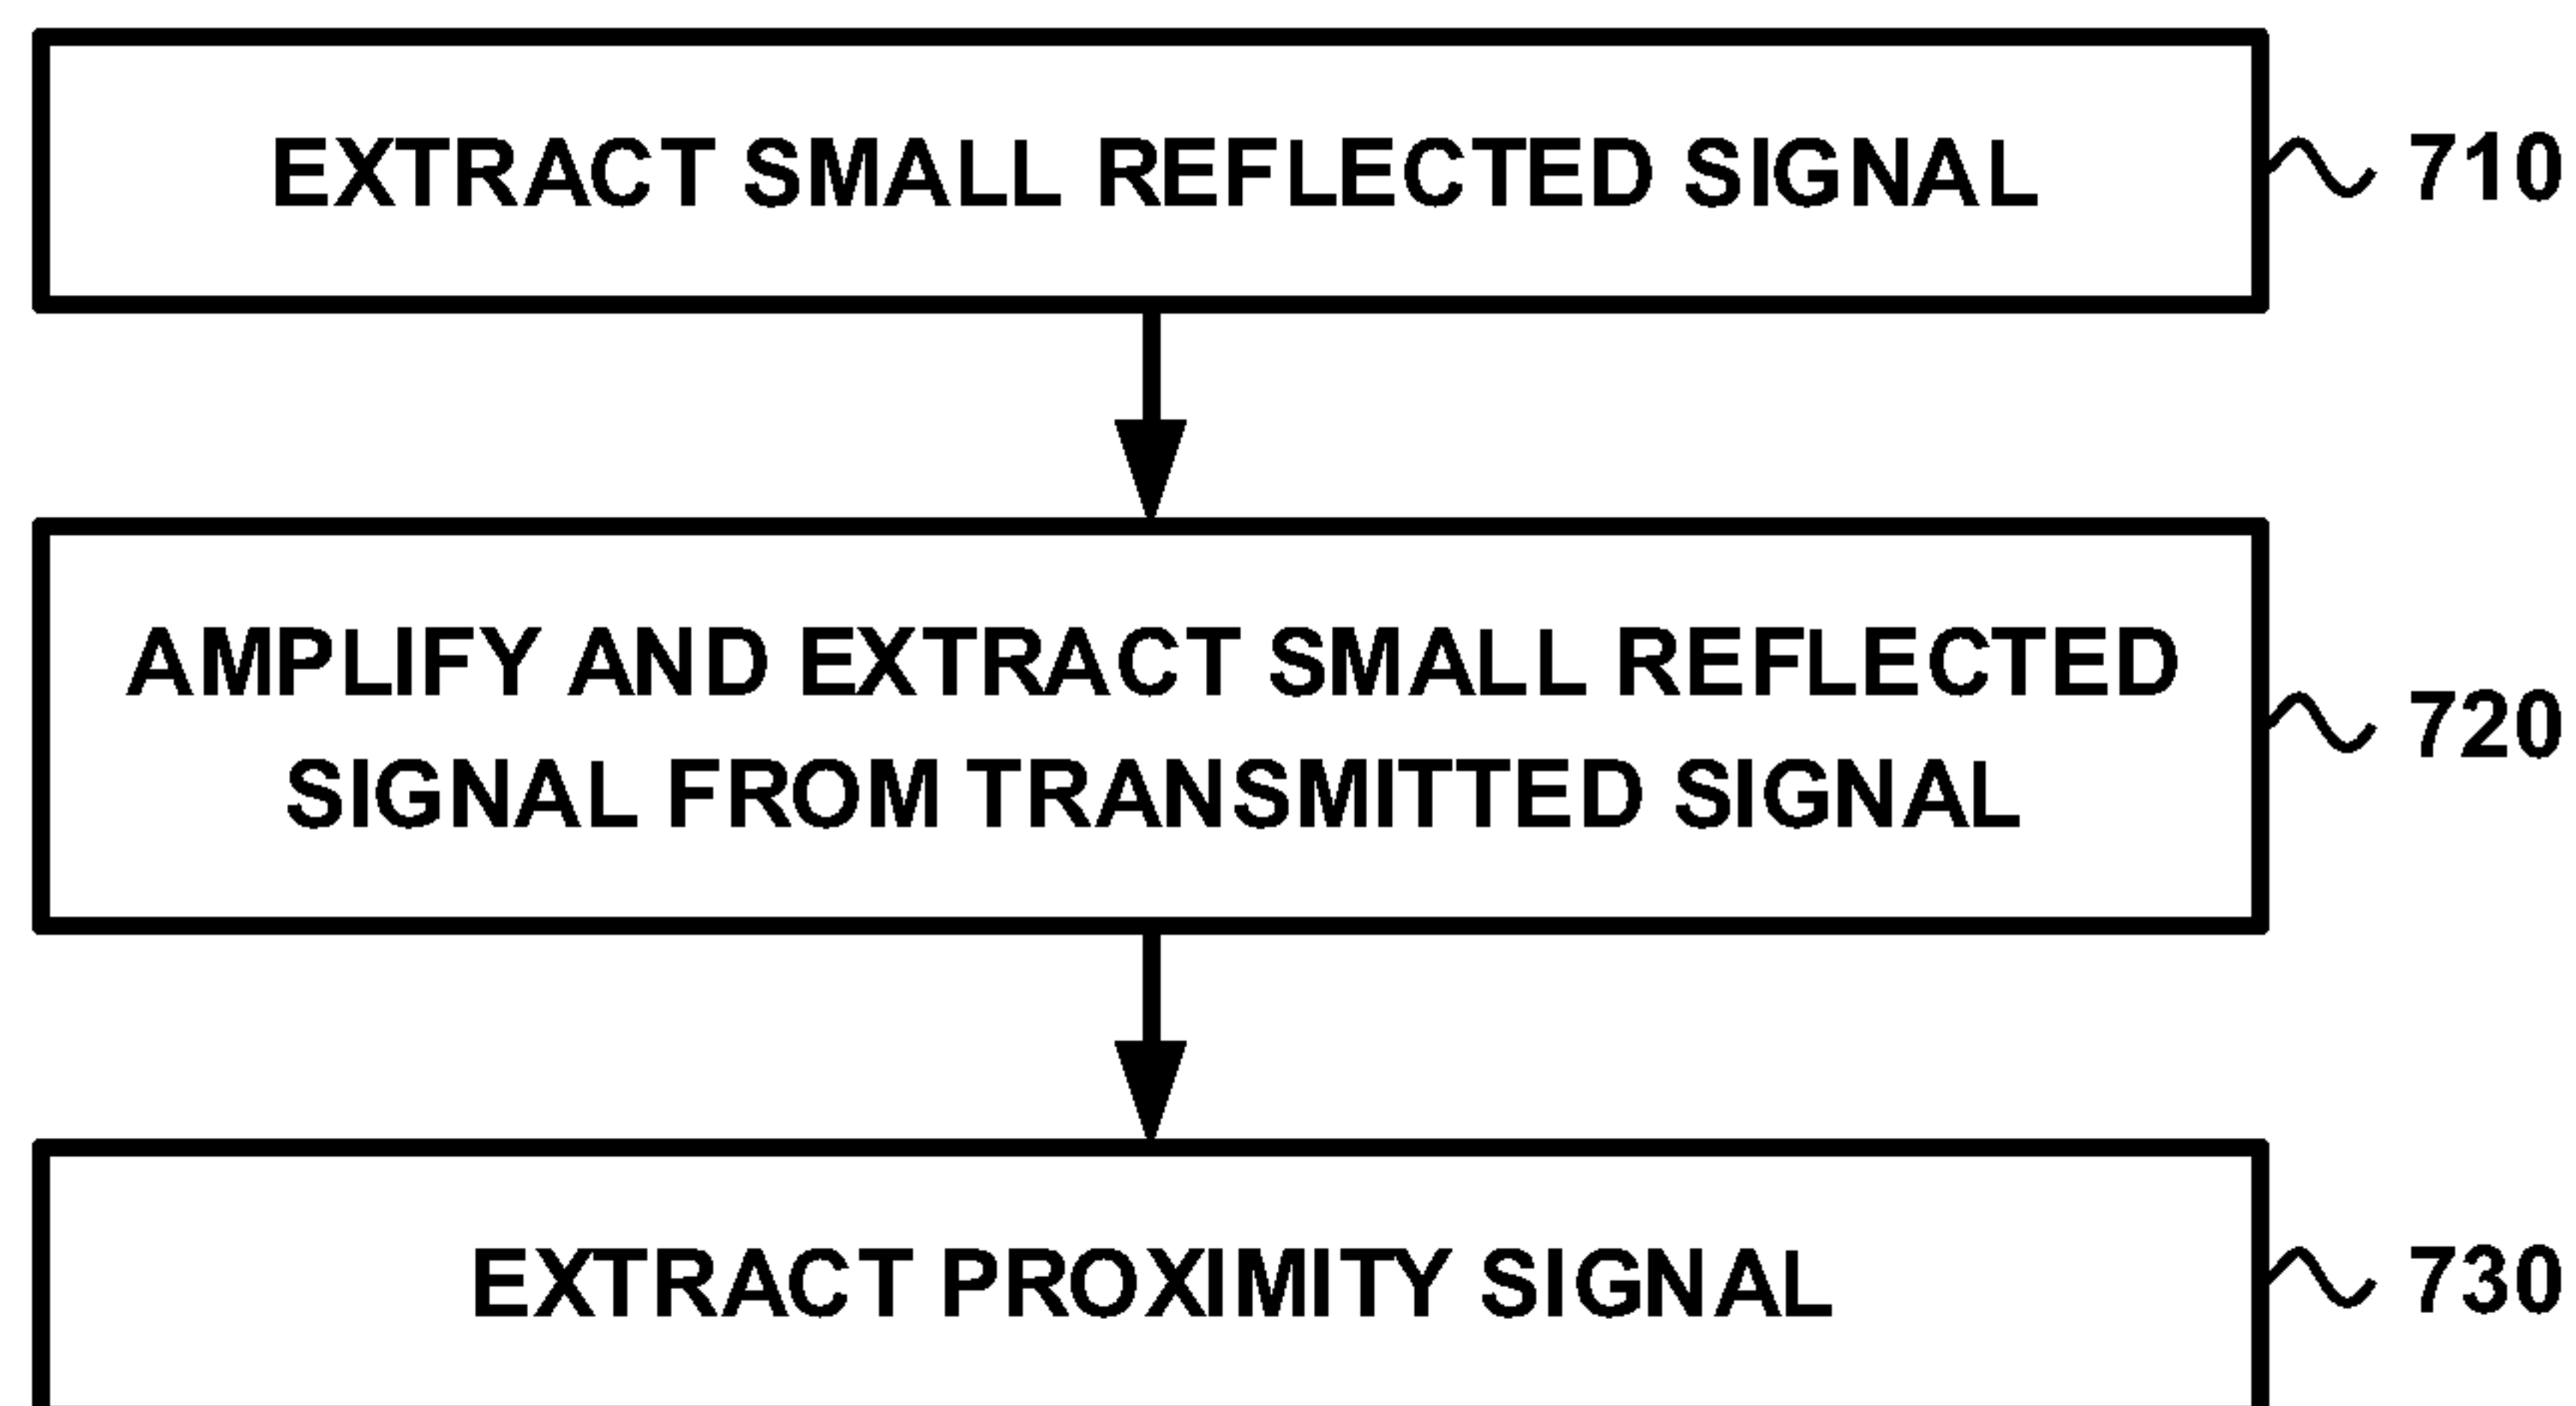 EXTRACT SMALL REFLECTED SIGNAL
710
AMPLIFY AND EXTRACT SMALL REFLECTED
SIGNAL FROM TRANSMITTED SIGNAL
720
EXTRACT PROXIMITY SIGNAL
730